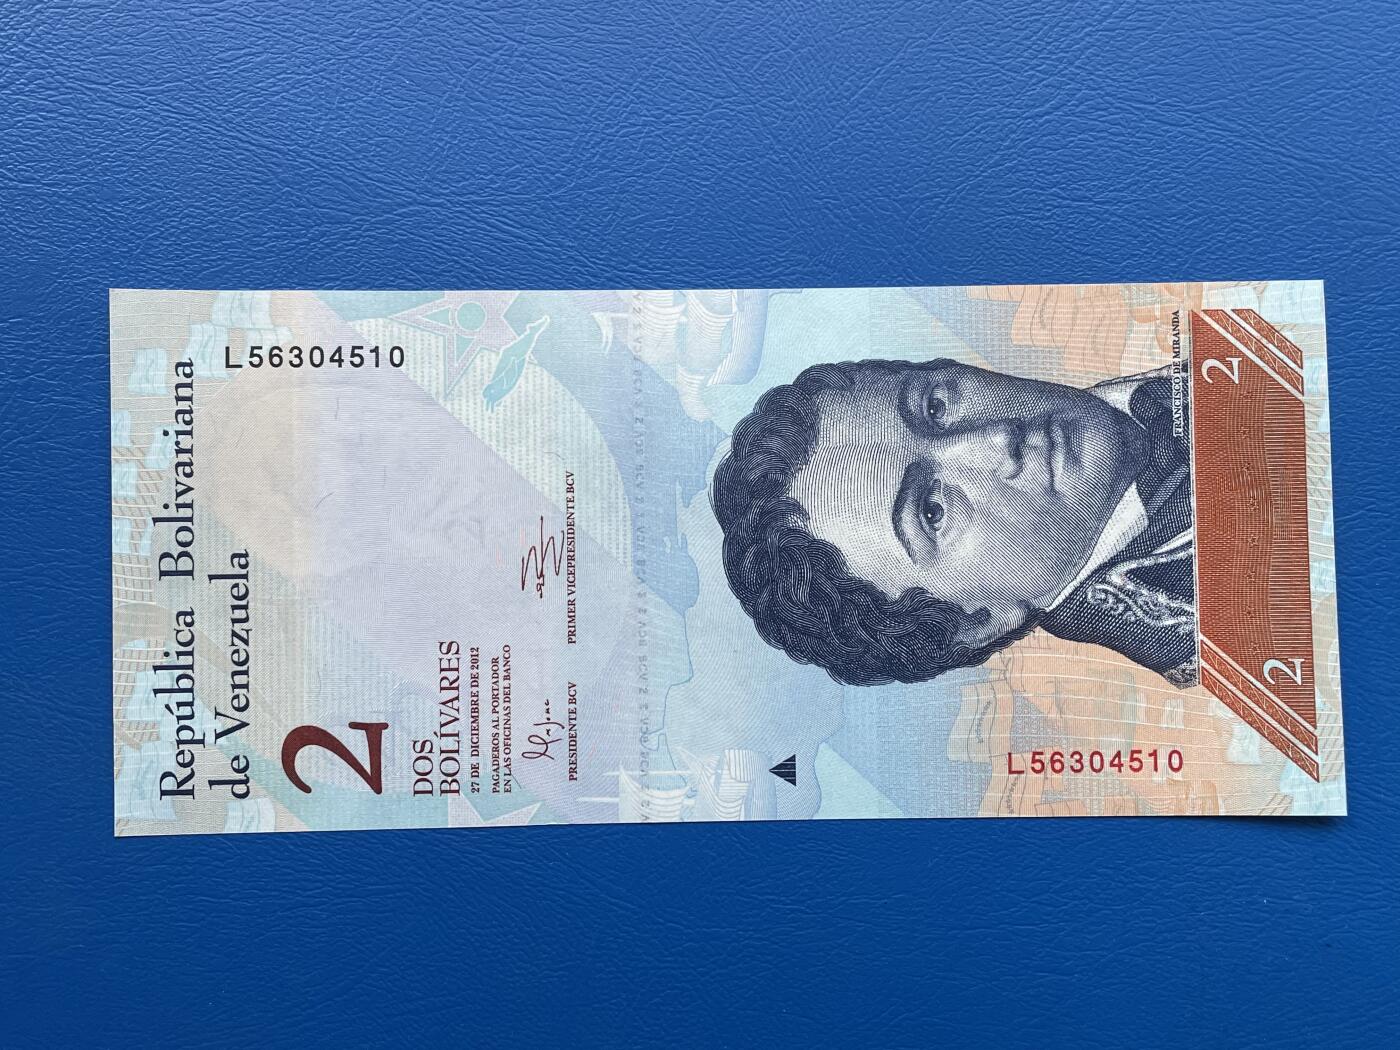 República Bolivariana
de Venezuela
L56304510
2
DOS
BOLÍVARES
27 DE DICIEMBRE DE 2012
PAGADEROS AL PORTADOR
EN LAS OFICINAS DEL BANCO
PRESIDENTE BCV
PRIMER VICEPRESIDENTE BCV
FRANCISCO DE MIRANDA
2
2
L56304510